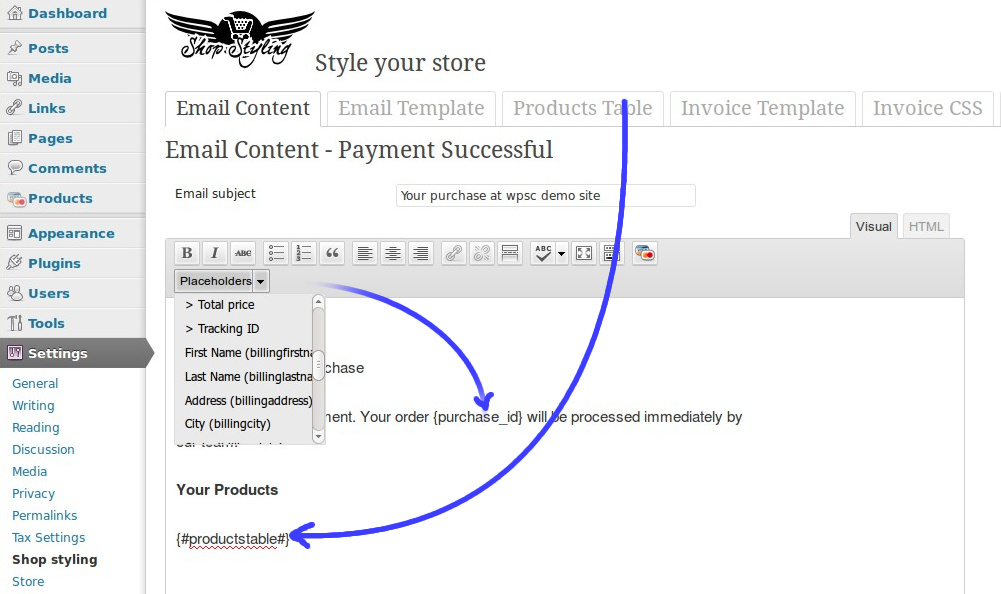 Dashboard
Posts
Media
Links
Pages
Comments
Products
Appearance
Plugins
Users
Tools
Settings
General
Writing
Reading
Discussion
Media
Privacy
Permalinks
Tax Settings
Shop styling
Store
Shop Styling
Style your store
Email Content
Email Template
Products Table
Invoice Template
Invoice CSS
Email Content - Payment Successful
Email subject
Your purchase at wpsc demo site
Visual
HTML
B I ABC
ABC
Placeholders
> Total price
> Tracking ID
First Name (billingfirstna
Last Name (billinglastna
Address (billingaddress)
City (billingcity)
chase
ment. Your order {purchase_id} will be processed immediately by
Your Products
{#productstable#}